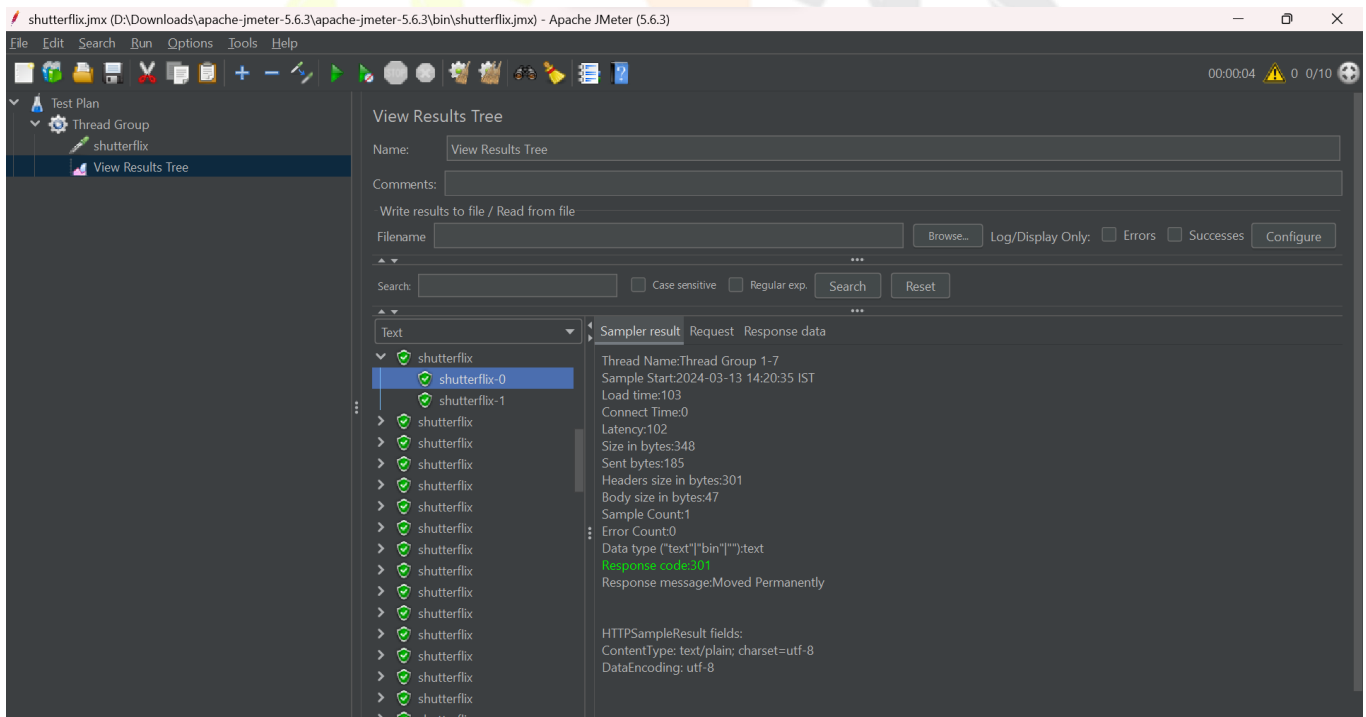 shutterflix.jmx (D:\Downloads\apache-jmeter-5.6.3\apache-jmeter-5.6.3\bin\shutterflix.jmx) - Apache JMeter (5.6.3)
File Edit Search Run Options Tools Help
00:00:04 0 0/10
Test Plan
Thread Group
shutterflix
View Results Tree
View Results Tree
Name: View Results Tree
Comments:
Write results to file / Read from file
Filename Browse... Log/Display Only: Errors Successes Configure
Search: Case sensitive Regular exp. Search Reset
Text
shutterflix
shutterflix-0
shutterflix-1
shutterflix
shutterflix
shutterflix
shutterflix
shutterflix
shutterflix
shutterflix
shutterflix
shutterflix
shutterflix
shutterflix
shutterflix
shutterflix
shutterflix
Sampler result Request Response data
Thread Name:Thread Group 1-7
Sample Start:2024-03-13 14:20:35 IST
Load time:103
Connect Time:0
Latency:102
Size in bytes:348
Sent bytes:185
Headers size in bytes:301
Body size in bytes:47
Sample Count:1
Error Count:0
Data type ("text"|"bin"|""):text
Response code:301
Response message:Moved Permanently
HTTPSampleResult fields:
ContentType: text/plain; charset=utf-8
DataEncoding: utf-8